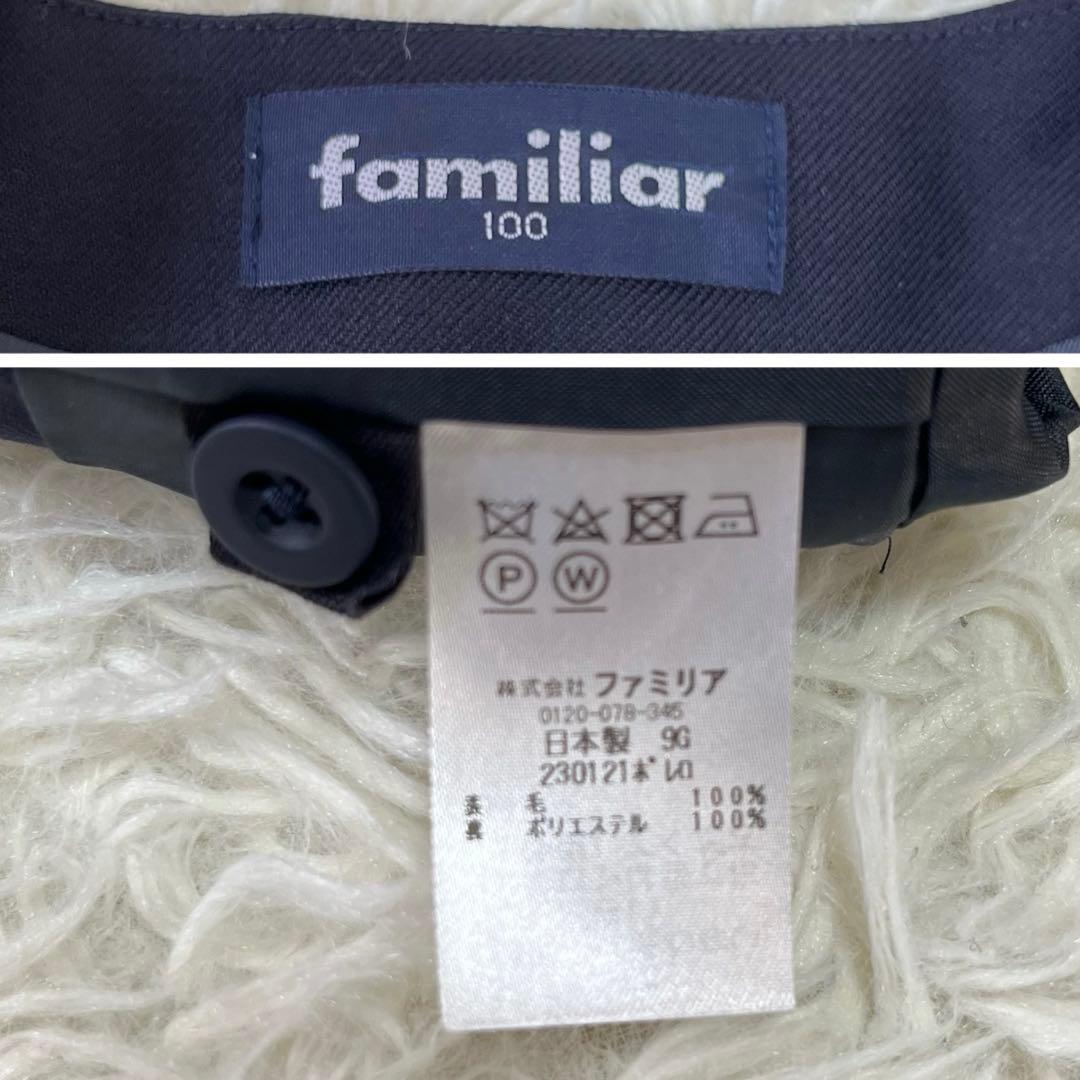 familiar
100
P W
株式会社 ファミリア
0120-078-345
日本製 9G
230121ボレロ
表 毛 100%
裏 ポリエステル 100%